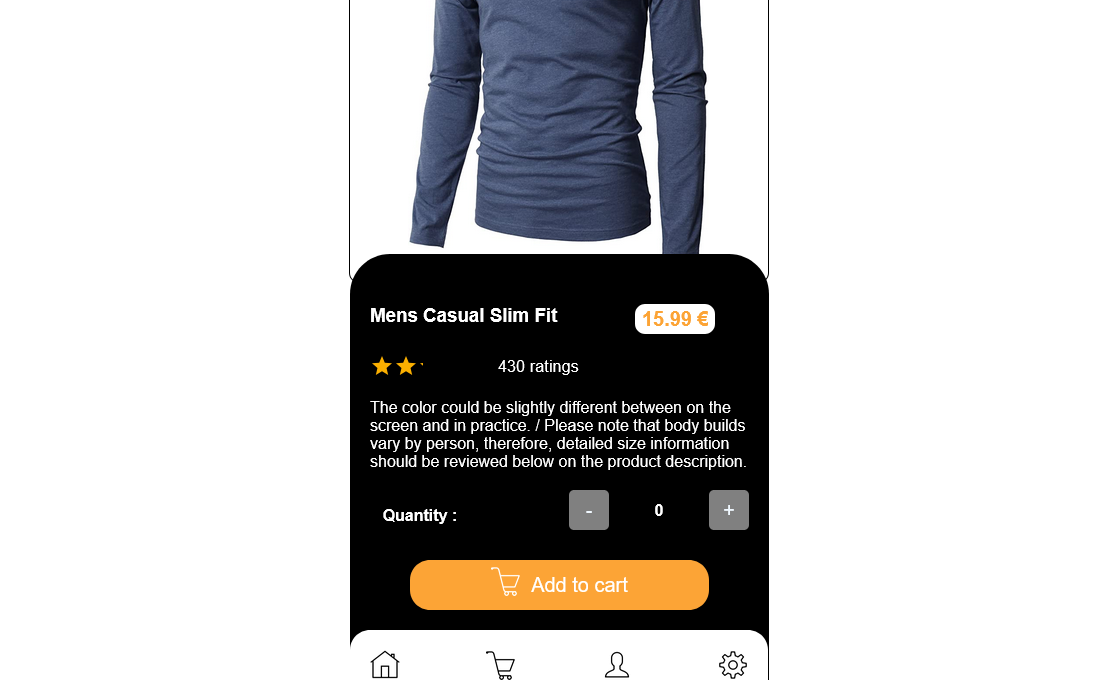 Mens Casual Slim Fit
15.99 €
430 ratings
The color could be slightly different between on the
screen and in practice. / Please note that body builds
vary by person, therefore, detailed size information
should be reviewed below on the product description.
Quantity :
-
0
+
Add to cart